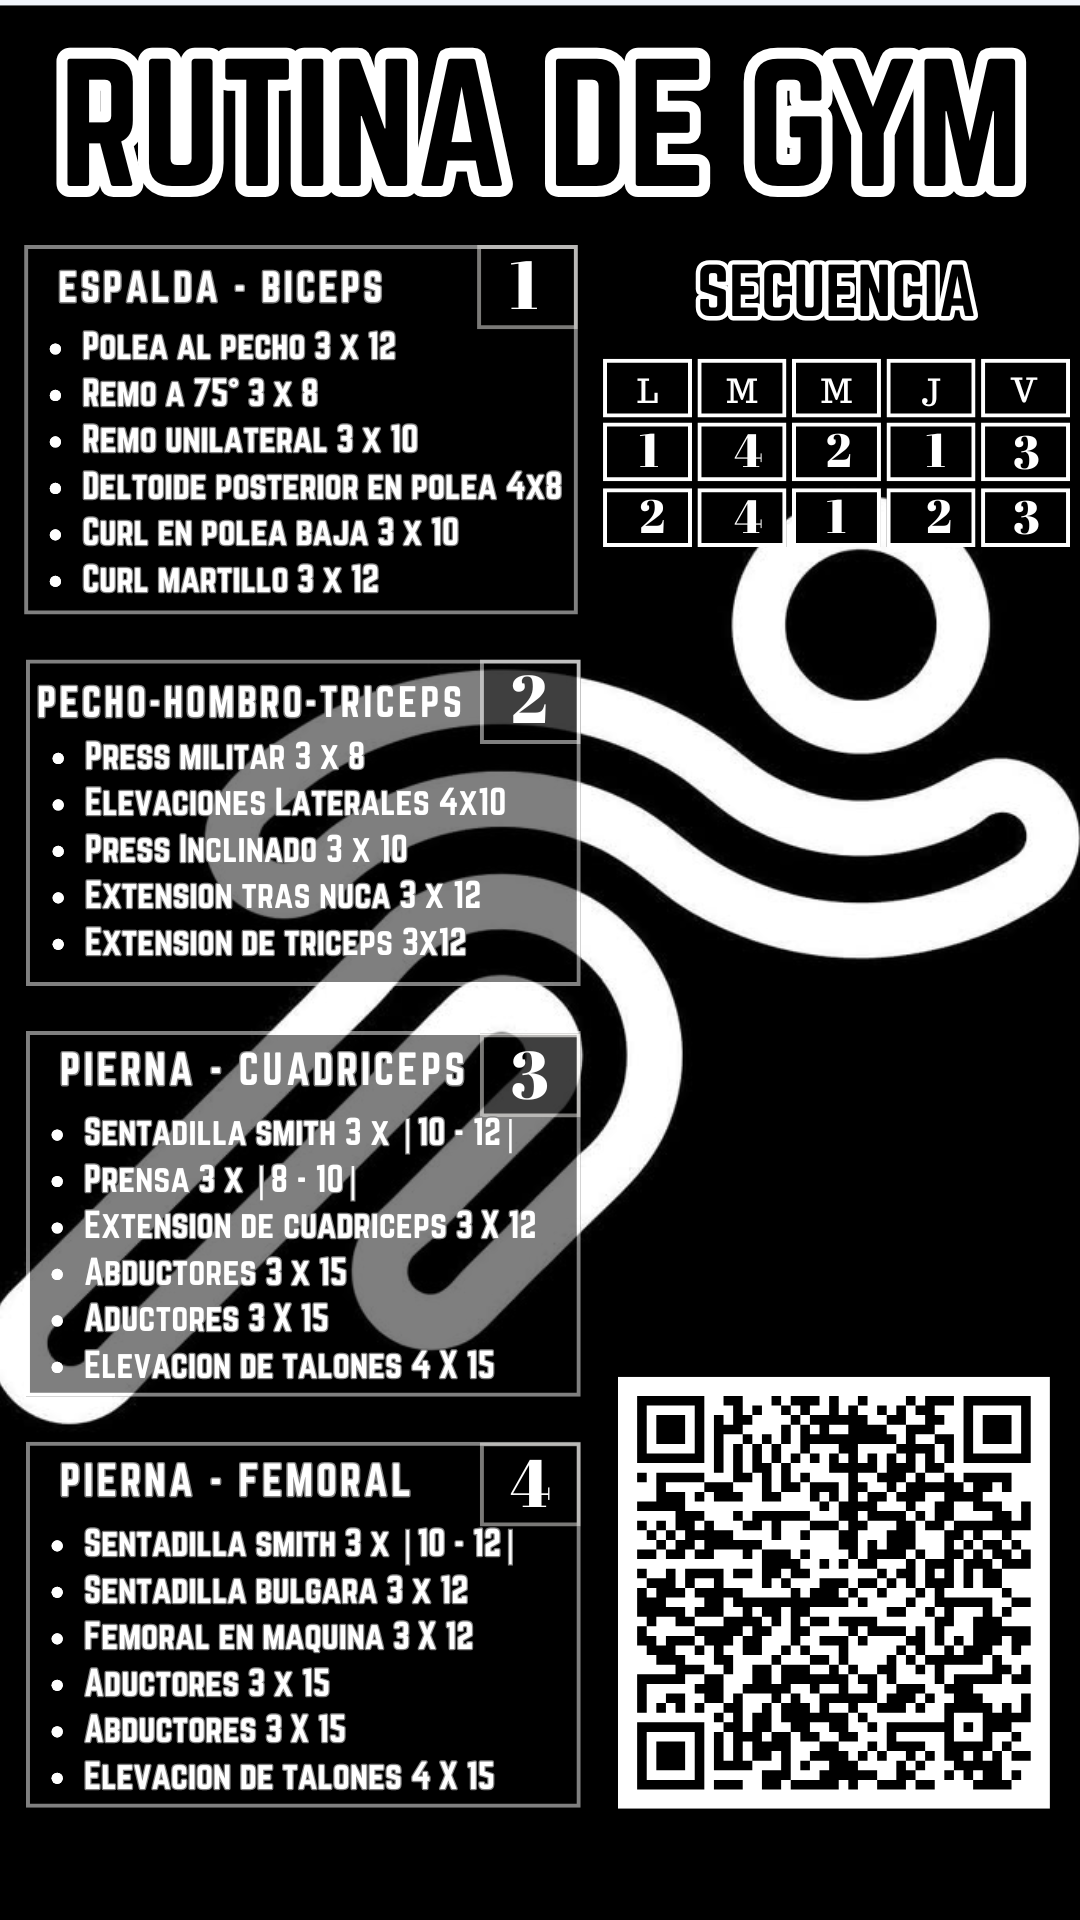 RUTINA DE GYM
ESPALDA - BICEPS 1
• POLEA AL PECHO 3 X 12
• REMO A 75° 3 X 8
• REMO UNILATERAL 3 X 10
• DELTOIDE POSTERIOR EN POLEA 4X8
• CURL EN POLEA BAJA 3 X 10
• CURL MARTILLO 3 X 12
SECUENCIA
L M M J V
1 4 2 1 3
2 4 1 2 3
PECHO-HOMBRO-TRICEPS 2
• PRESS MILITAR 3 X 8
• ELEVACIONES LATERALES 4X10
• PRESS INCLINADO 3 X 10
• EXTENSION TRAS NUCA 3 X 12
• EXTENSION DE TRICEPS 3X12
PIERNA - CUADRICEPS 3
• SENTADILLA SMITH 3 X |10 - 12|
• PRENSA 3 X |8 - 10|
• EXTENSION DE CUADRICEPS 3 X 12
• ABDUCTORES 3 X 15
• ADUCTORES 3 X 15
• ELEVACION DE TALONES 4 X 15
PIERNA - FEMORAL 4
• SENTADILLA SMITH 3 X |10 - 12|
• SENTADILLA BULGARA 3 X 12
• FEMORAL EN MAQUINA 3 X 12
• ADUCTORES 3 X 15
• ABDUCTORES 3 X 15
• ELEVACION DE TALONES 4 X 15